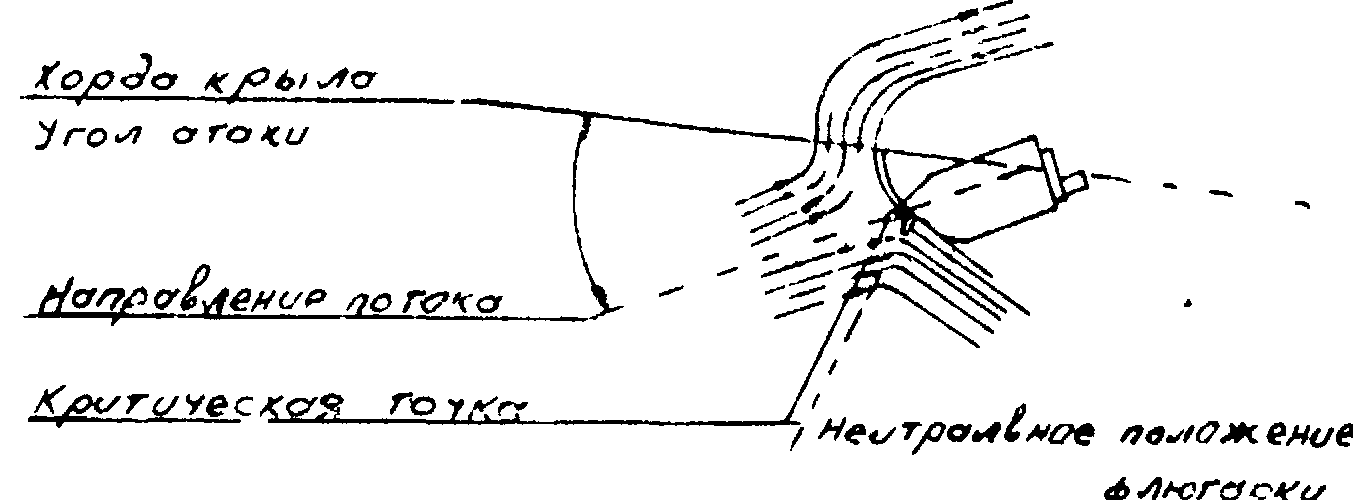 Хорда крыла
Угол атаки
Направление потока
Критическая точка
Нейтральное положение
флюгарки